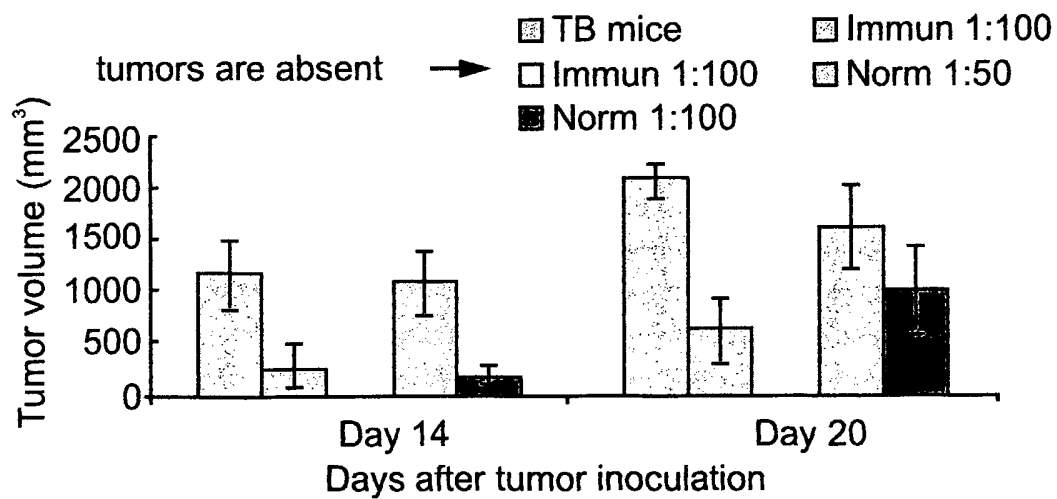 TB mice Immun 1:100
tumors are absent Immun 1:100 Norm 1:50
Norm 1:100
Tumor volume (mm³)
2500
2000
1500
1000
500
0
Day 14 Day 20
Days after tumor inoculation